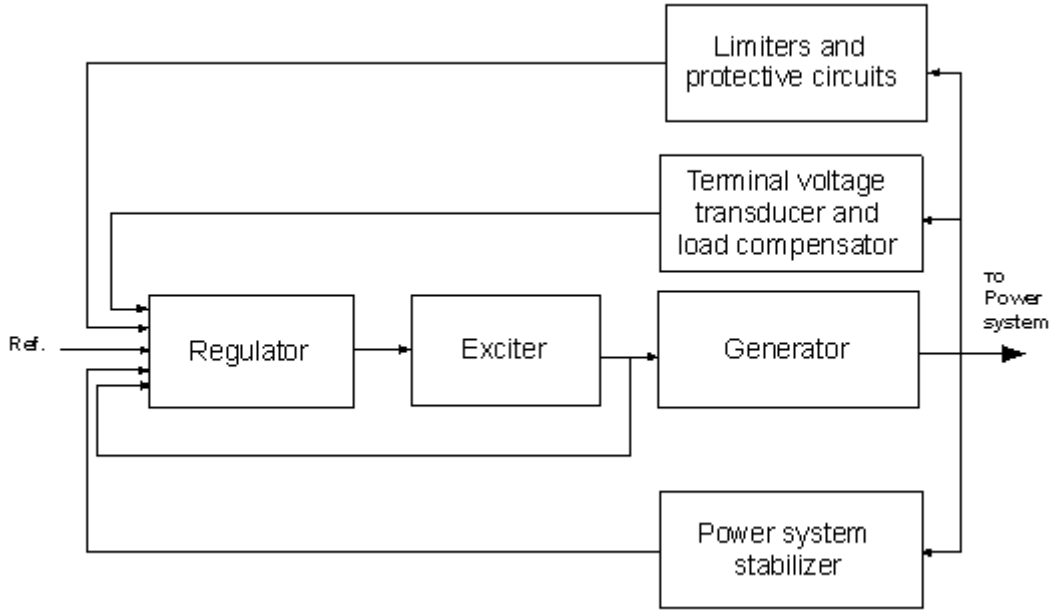 Limiters and
protective circuits
Terminal voltage
transducer and
load compensator
To
Power
system
Ref.
Regulator
Exciter
Generator
Power system
stabilizer